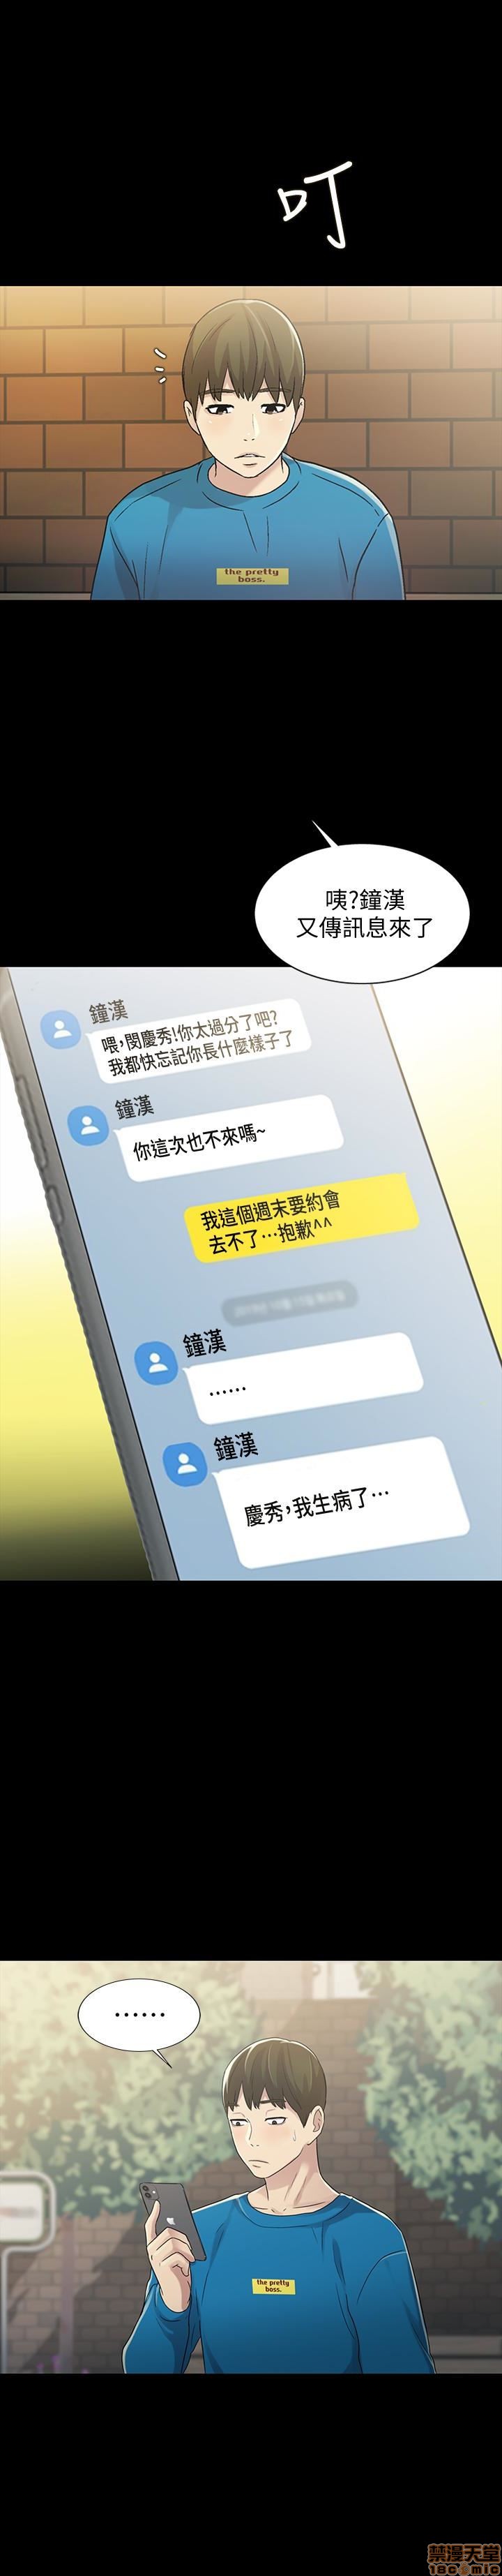 叮
the pretty
boss.
咦?鐘漢
又傳訊息來了
鐘漢
喂,閔慶秀!你太過分了吧?
我都快忘記你長什麼樣子了
鐘漢
你這次也不來嗎~
我這個週末要約會
去不了…抱歉^^
鐘漢
……
鐘漢
慶秀,我生病了…
……
the pretty
boss.
禁漫天堂
18comic